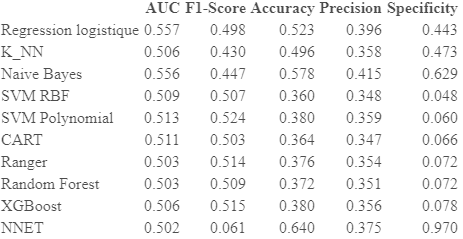 AUC F1-Score Accuracy Precision Specificity
Regression logistique 0.557 0.498 0.523 0.396 0.443
K_NN 0.506 0.430 0.496 0.358 0.473
Naive Bayes 0.556 0.447 0.578 0.415 0.629
SVM RBF 0.509 0.507 0.360 0.348 0.048
SVM Polynomial 0.513 0.524 0.380 0.359 0.060
CART 0.511 0.503 0.364 0.347 0.066
Ranger 0.503 0.514 0.376 0.354 0.072
Random Forest 0.503 0.509 0.372 0.351 0.072
XGBoost 0.506 0.515 0.380 0.356 0.078
NNET 0.502 0.061 0.640 0.375 0.970